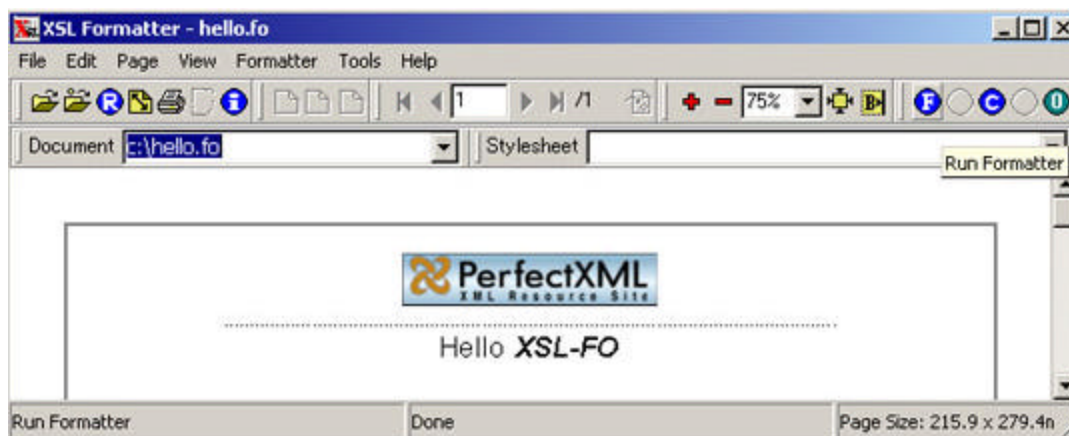 XSL Formatter - hello.fo
File Edit Page View Formatter Tools Help
R i 1 /1 75% B F C O
Document c:\hello.fo Stylesheet
Run Formatter
PerfectXML
XML Resource Site
Hello XSL-FO
Run Formatter Done Page Size: 215.9 x 279.4n